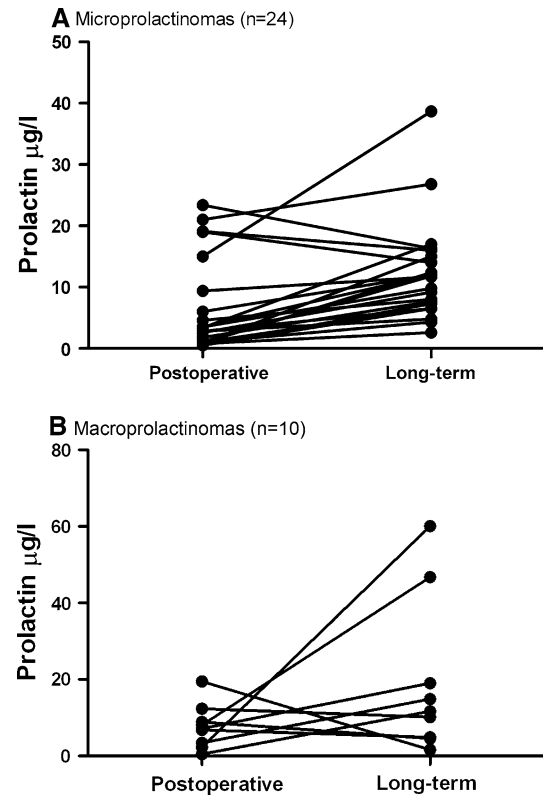 A Microprolactinomas (n=24)
50
40
30
20
10
0
Prolactin µg/l
Postoperative Long-term
B Macroprolactinomas (n=10)
80
60
40
20
0
Prolactin µg/l
Postoperative Long-term